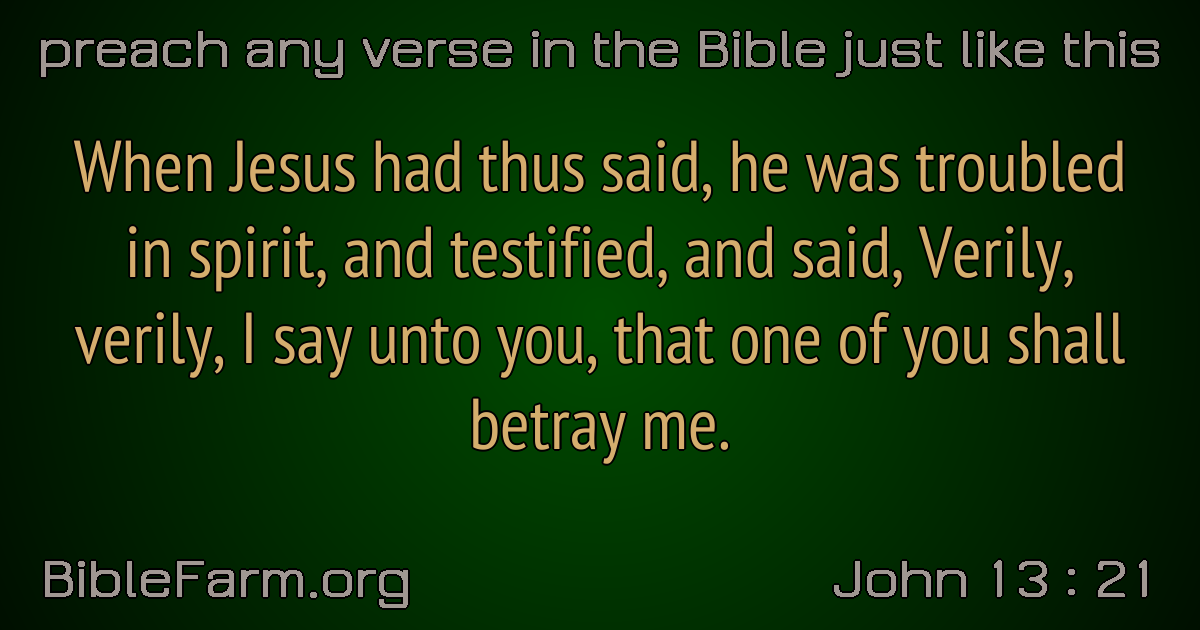 preach any verse in the Bible just like this
When Jesus had thus said, he was troubled
in spirit, and testified, and said, Verily,
verily, I say unto you, that one of you shall
betray me.
BibleFarm.org
John 13 : 21